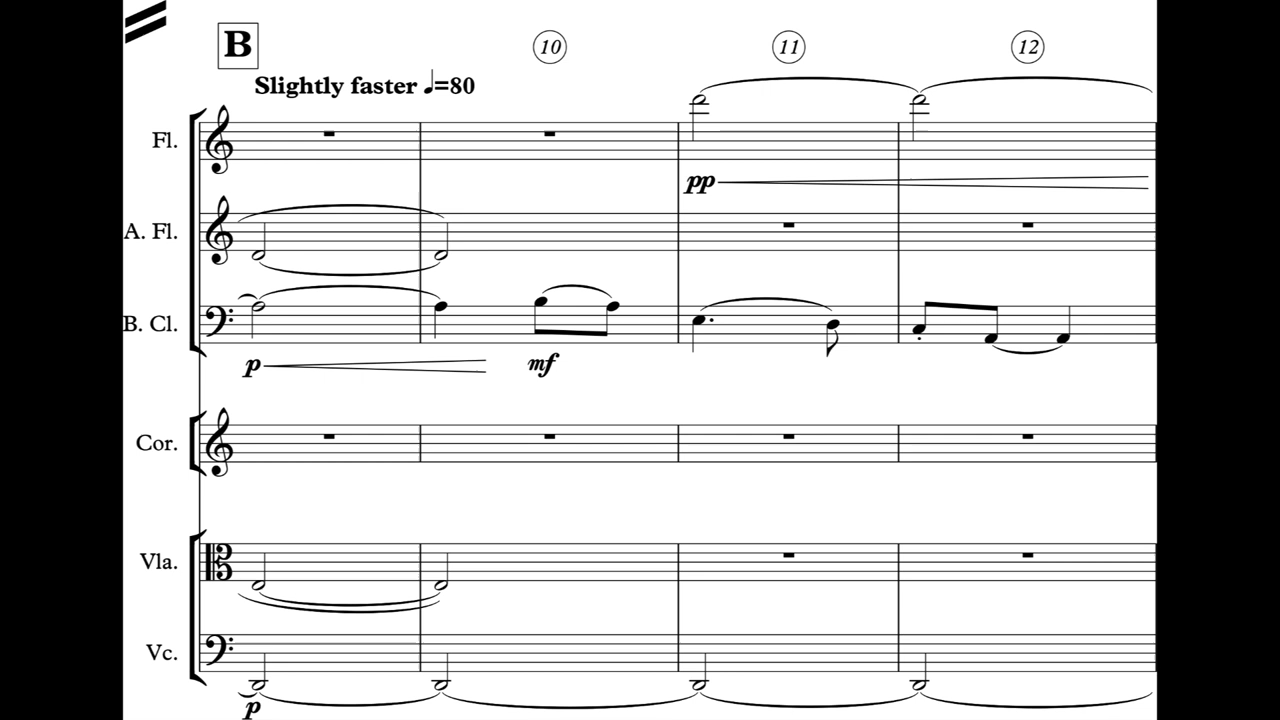 B 10 11 12
Slightly faster ♩=80
Fl.
pp
A. Fl.
B. Cl.
p mf
Cor.
Vla.
Vc.
p